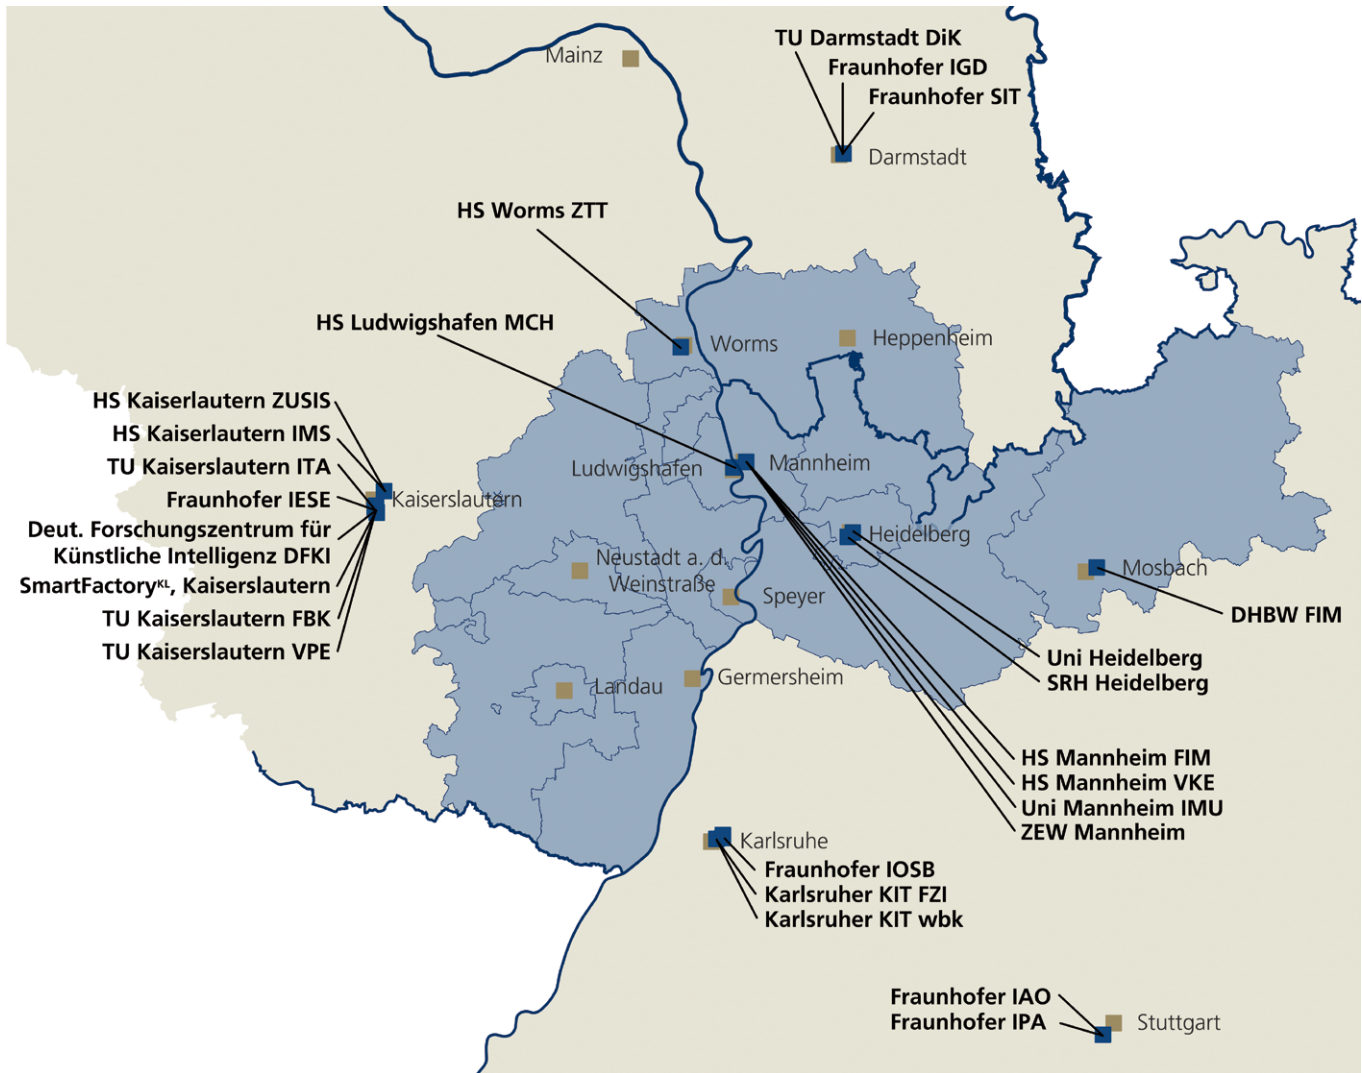 TU Darmstadt DiK
Mainz
Fraunhofer IGD
Fraunhofer SIT
Darmstadt
HS Worms ZTT
HS Ludwigshafen MCH
Worms
Heppenheim
HS Kaiserlautern ZUSIS
HS Kaiserlautern IMS
TU Kaiserslautern ITA
Fraunhofer IESE
Deut. Forschungszentrum für
Künstliche Intelligenz DFKI
SmartFactoryᴷᴸ, Kaiserslautern
TU Kaiserslautern FBK
TU Kaiserslautern VPE
Kaiserslautern
Ludwigshafen
Mannheim
Heidelberg
Neustadt a. d.
Weinstraße
Speyer
Mosbach
DHBW FIM
Uni Heidelberg
SRH Heidelberg
Landau
Germersheim
HS Mannheim FIM
HS Mannheim VKE
Uni Mannheim IMU
ZEW Mannheim
Karlsruhe
Fraunhofer IOSB
Karlsruher KIT FZI
Karlsruher KIT wbk
Fraunhofer IAO
Fraunhofer IPA
Stuttgart